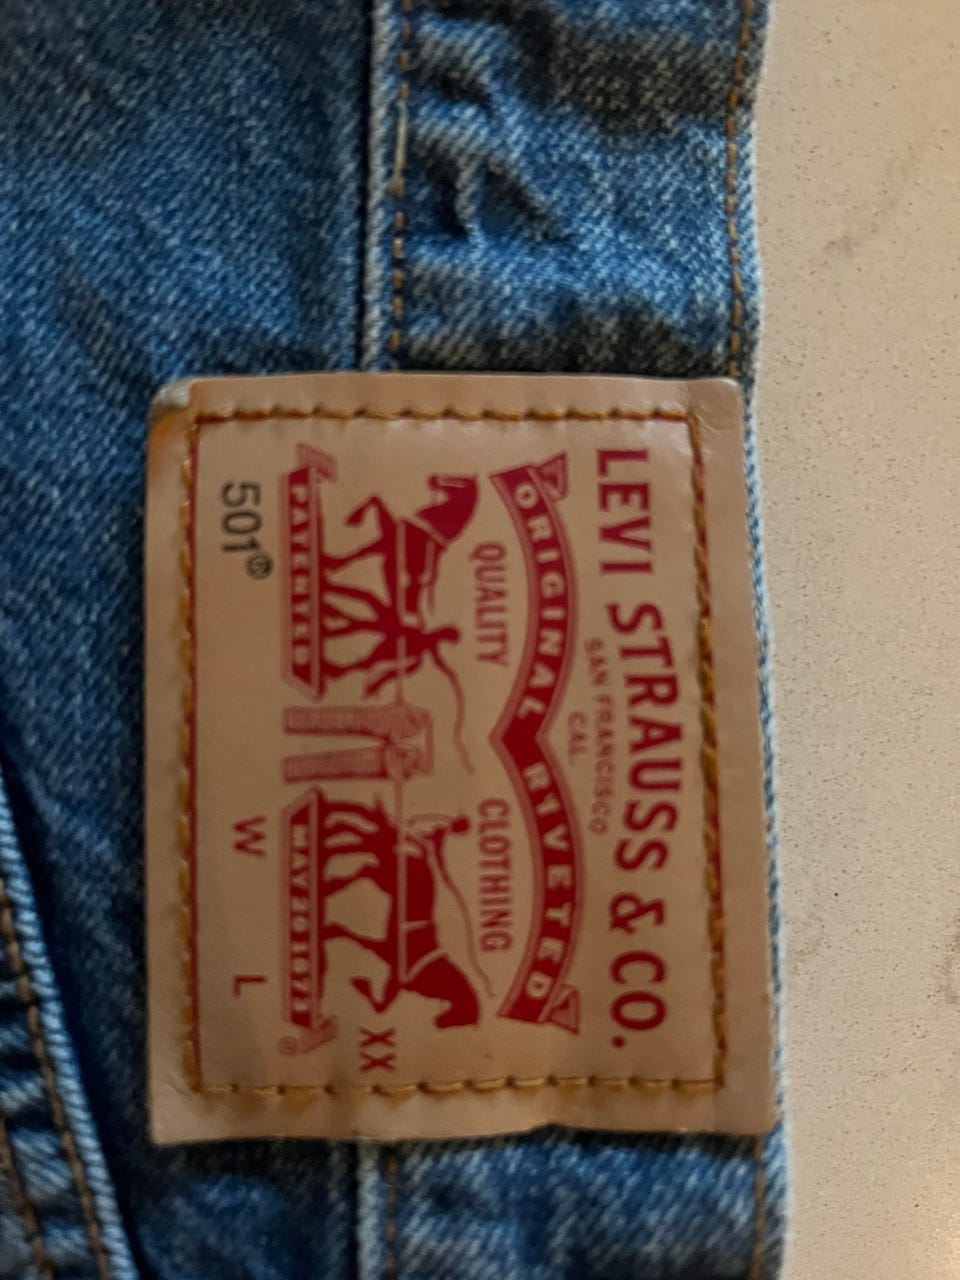 LEVI STRAUSS & CO.
SAN FRANCISCO
CAL
ORIGINAL RIVETED
QUALITY CLOTHING
XX
PATENTED MAY 20 1873 ®
501® W L